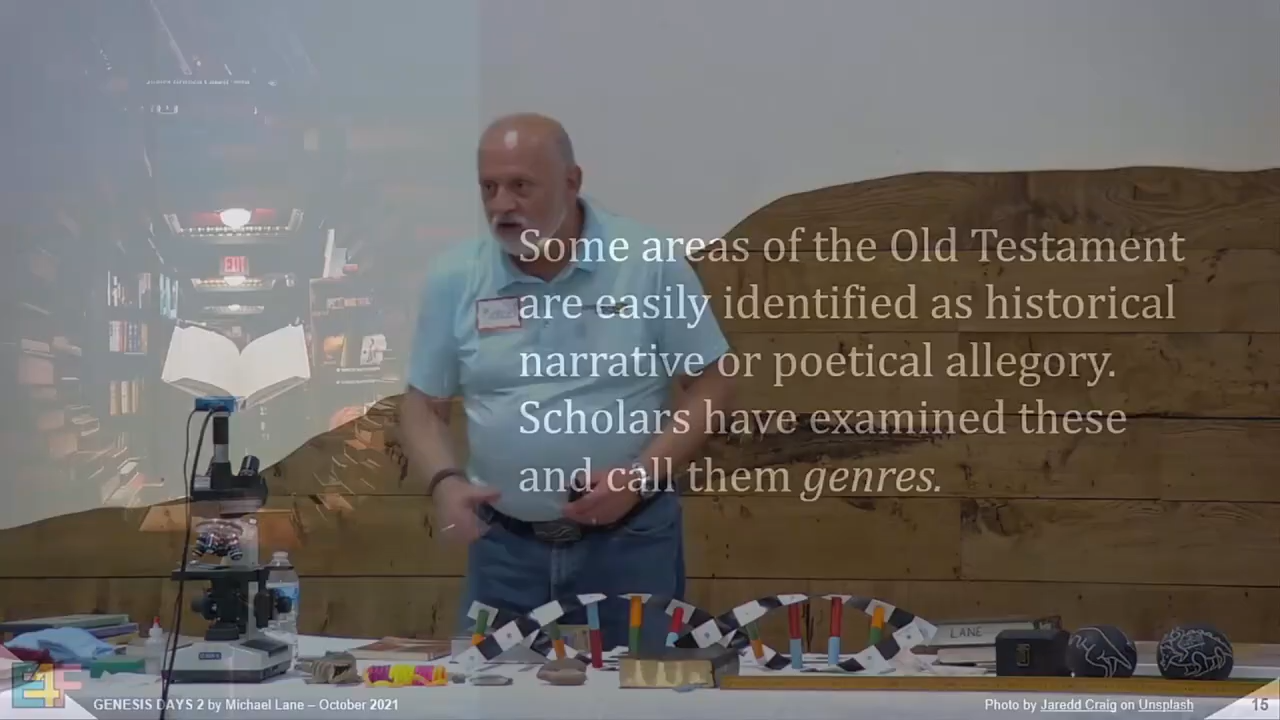 EXIT
Some areas of the Old Testament
are easily identified as historical
narrative or poetical allegory.
Scholars have examined these
and call them genres.
LANE
E4F
GENESIS DAYS 2 by Michael Lane – October 2021
Photo by Jaredd Craig on Unsplash
15